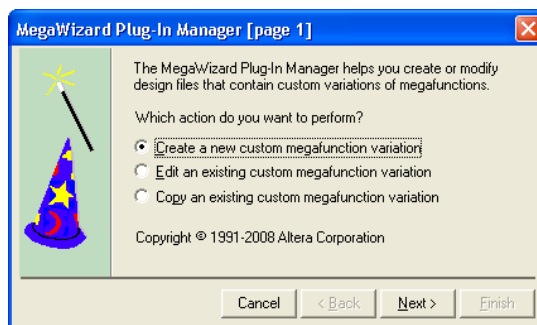 MegaWizard Plug-In Manager [page 1]
The MegaWizard Plug-In Manager helps you create or modify
design files that contain custom variations of megafunctions.
Which action do you want to perform?
Create a new custom megafunction variation
Edit an existing custom megafunction variation
Copy an existing custom megafunction variation
Copyright © 1991-2008 Altera Corporation
Cancel < Back Next > Finish